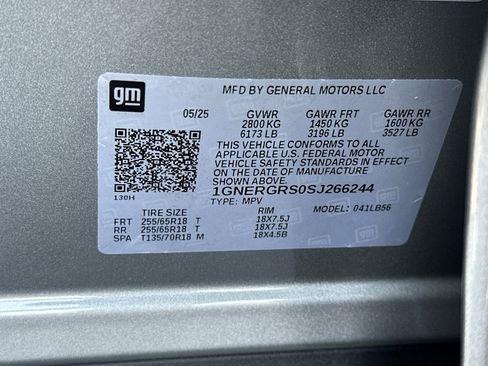 gm
MFD BY GENERAL MOTORS LLC
05/25 GVWR GAWR FRT GAWR RR
2800 KG 1450 KG 1600 KG
6173 LB 3196 LB 3527 LB
THIS VEHICLE CONFORMS TO ALL
APPLICABLE U.S. FEDERAL MOTOR
VEHICLE SAFETY STANDARDS IN EFFECT
ON THE DATE OF MANUFACTURE SHOWN ABOVE.
1GNERGRS0SJ266244
130H TYPE: MPV MODEL: 041LB56
TIRE SIZE RIM
FRT 255/65R18 T 18X7.5J
RR 255/65R18 T 18X7.5J
SPA T135/70R18 M 18X4.5B